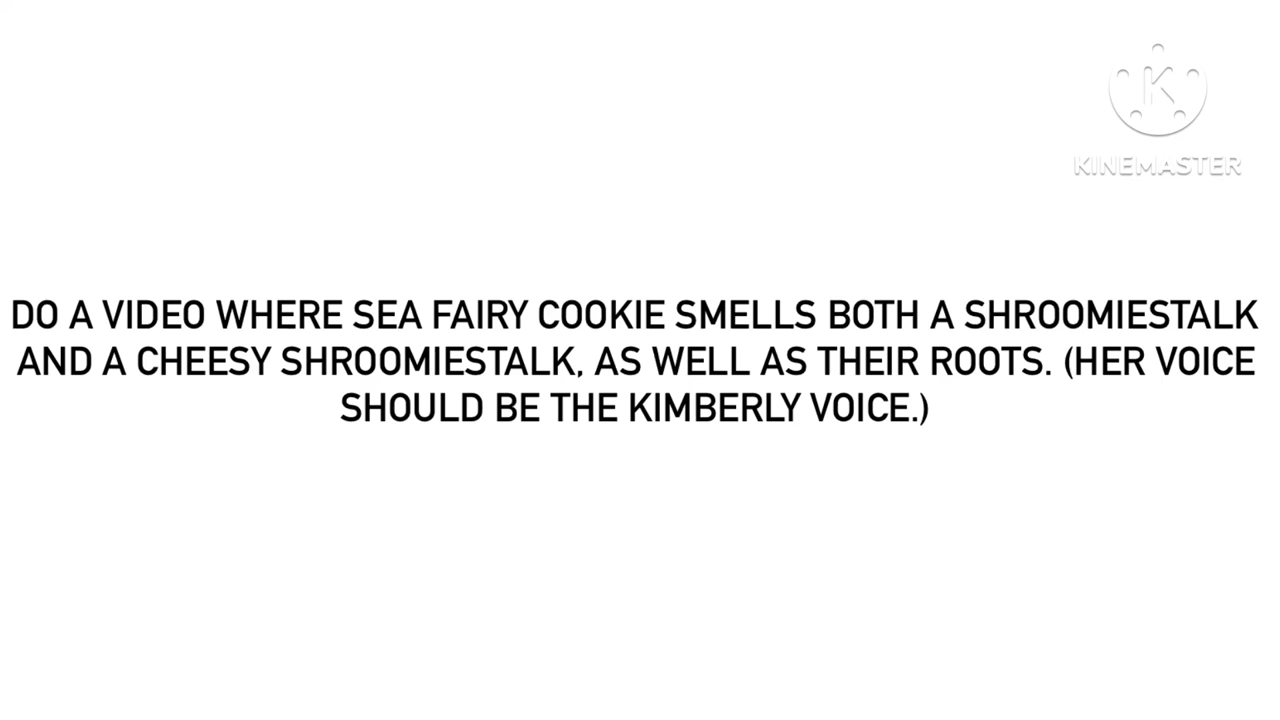 KINEMASTER
DO A VIDEO WHERE SEA FAIRY COOKIE SMELLS BOTH A SHROOMIESTALK
AND A CHEESY SHROOMIESTALK, AS WELL AS THEIR ROOTS. (HER VOICE
SHOULD BE THE KIMBERLY VOICE.)